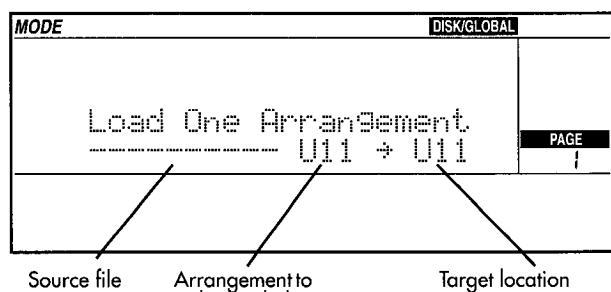 MODE DISK/GLOBAL
Load One Arrangement
---------- U11 → U11
PAGE
1
Source file Arrangement to Target location